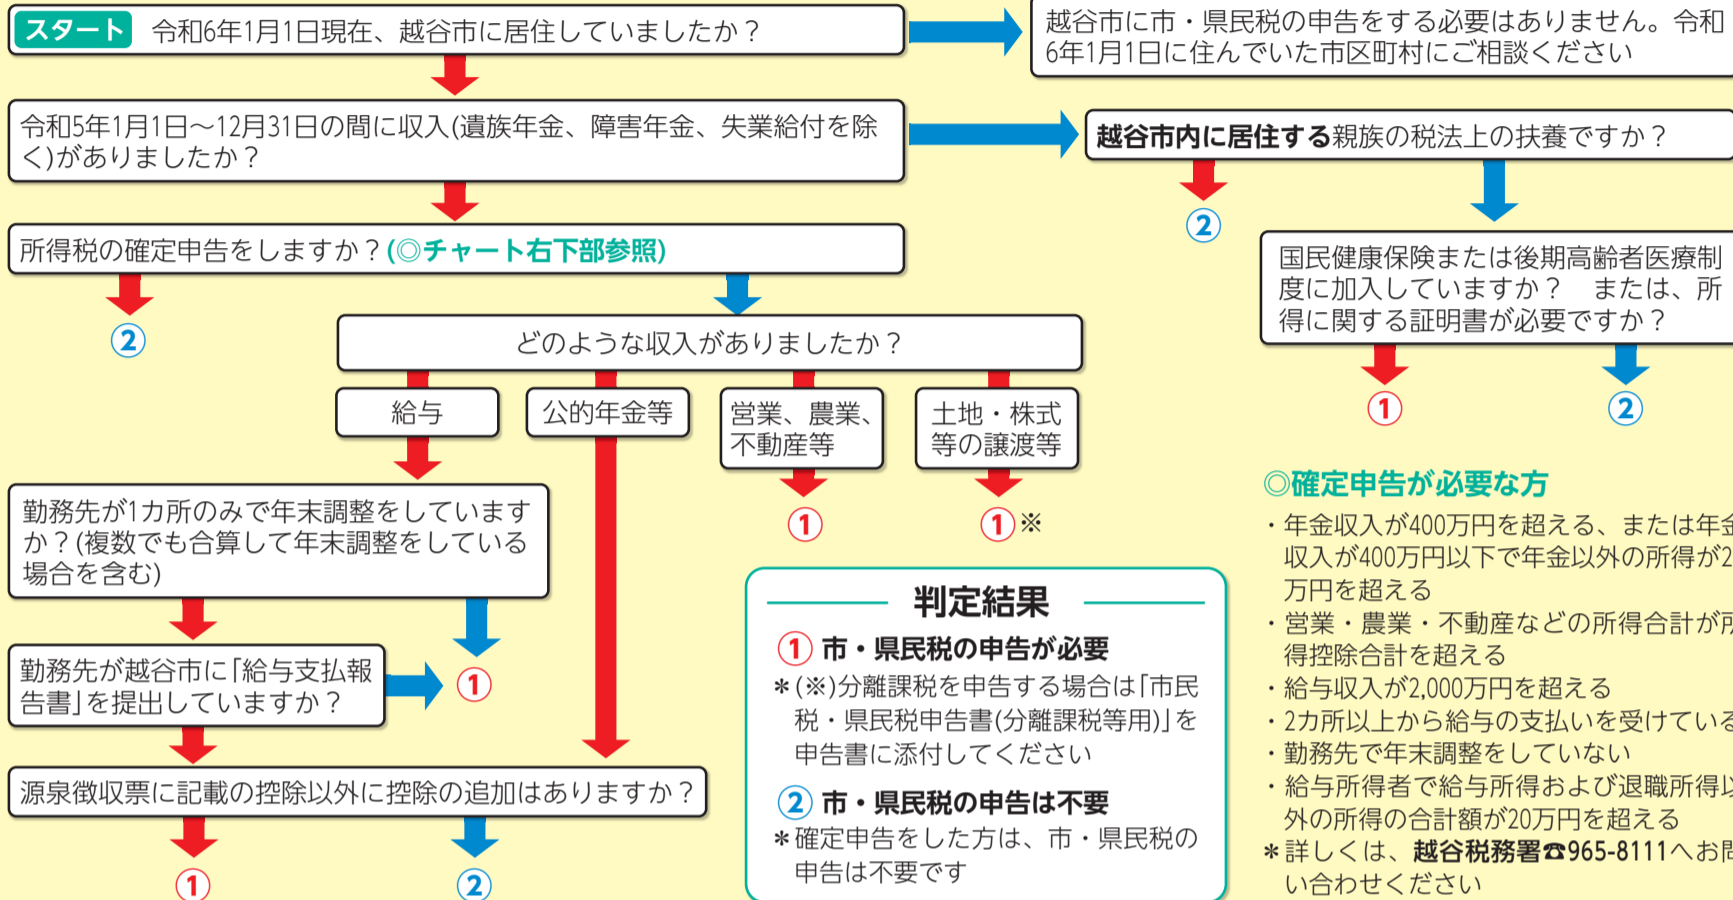 スタート 令和6年1月1日現在、越谷市に居住していましたか？
越谷市に市・県民税の申告をする必要はありません。令和
6年1月1日に住んでいた市区町村にご相談ください
令和5年1月1日～12月31日の間に収入(遺族年金、障害年金、失業給付を除
く)がありましたか？
越谷市内に居住する親族の税法上の扶養ですか？
②
国民健康保険または後期高齢者医療制
度に加入していますか？　または、所
得に関する証明書が必要ですか？
①
②
所得税の確定申告をしますか？(◎チャート右下部参照)
②
どのような収入がありましたか？
給与
公的年金等
営業、農業、
不動産等
土地・株式
等の譲渡等
①
①※
勤務先が1カ所のみで年末調整をしています
か？(複数でも合算して年末調整をしている
場合を含む)
勤務先が越谷市に｢給与支払報
告書｣を提出していますか？
①
源泉徴収票に記載の控除以外に控除の追加はありますか？
①
②
判定結果
① 市・県民税の申告が必要
＊(※)分離課税を申告する場合は｢市民
税・県民税申告書(分離課税等用)｣を
申告書に添付してください
② 市・県民税の申告は不要
＊確定申告をした方は、市・県民税の
申告は不要です
◎確定申告が必要な方
・年金収入が400万円を超える、または年金
収入が400万円以下で年金以外の所得が2
万円を超える
・営業・農業・不動産などの所得合計が所
得控除合計を超える
・給与収入が2,000万円を超える
・2カ所以上から給与の支払いを受けている
・勤務先で年末調整をしていない
・給与所得者で給与所得および退職所得以
外の所得の合計額が20万円を超える
＊詳しくは、越谷税務署☎965-8111へお問
い合わせください